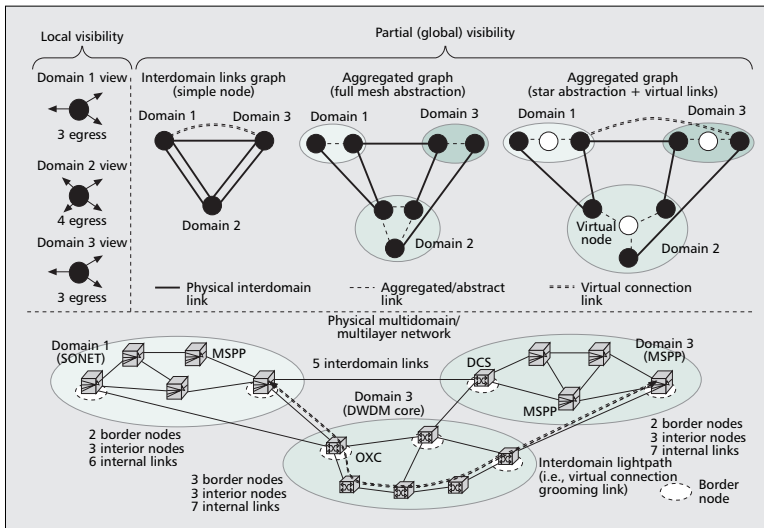 Local visibility
Partial (global) visibility
Domain 1 view
3 egress
Domain 2 view
4 egress
Domain 3 view
3 egress
Interdomain links graph
(simple node)
Domain 1
Domain 3
Domain 2
Aggregated graph
(full mesh abstraction)
Domain 1
Domain 3
Domain 2
Aggregated graph
(star abstraction + virtual links)
Domain 1
Domain 3
Virtual
node
Domain 2
Physical interdomain
link
Aggregated/abstract
link
Virtual connection
link
Physical multidomain/
multilayer network
Domain 1
(SONET)
MSPP
5 interdomain links
DCS
Domain 3
(MSPP)
MSPP
Domain 3
(DWDM core)
OXC
2 border nodes
3 interior nodes
6 internal links
3 border nodes
3 interior nodes
7 internal links
2 border nodes
3 interior nodes
7 internal links
Interdomain lightpath
(i.e., virtual connection
grooming link)
Border
node